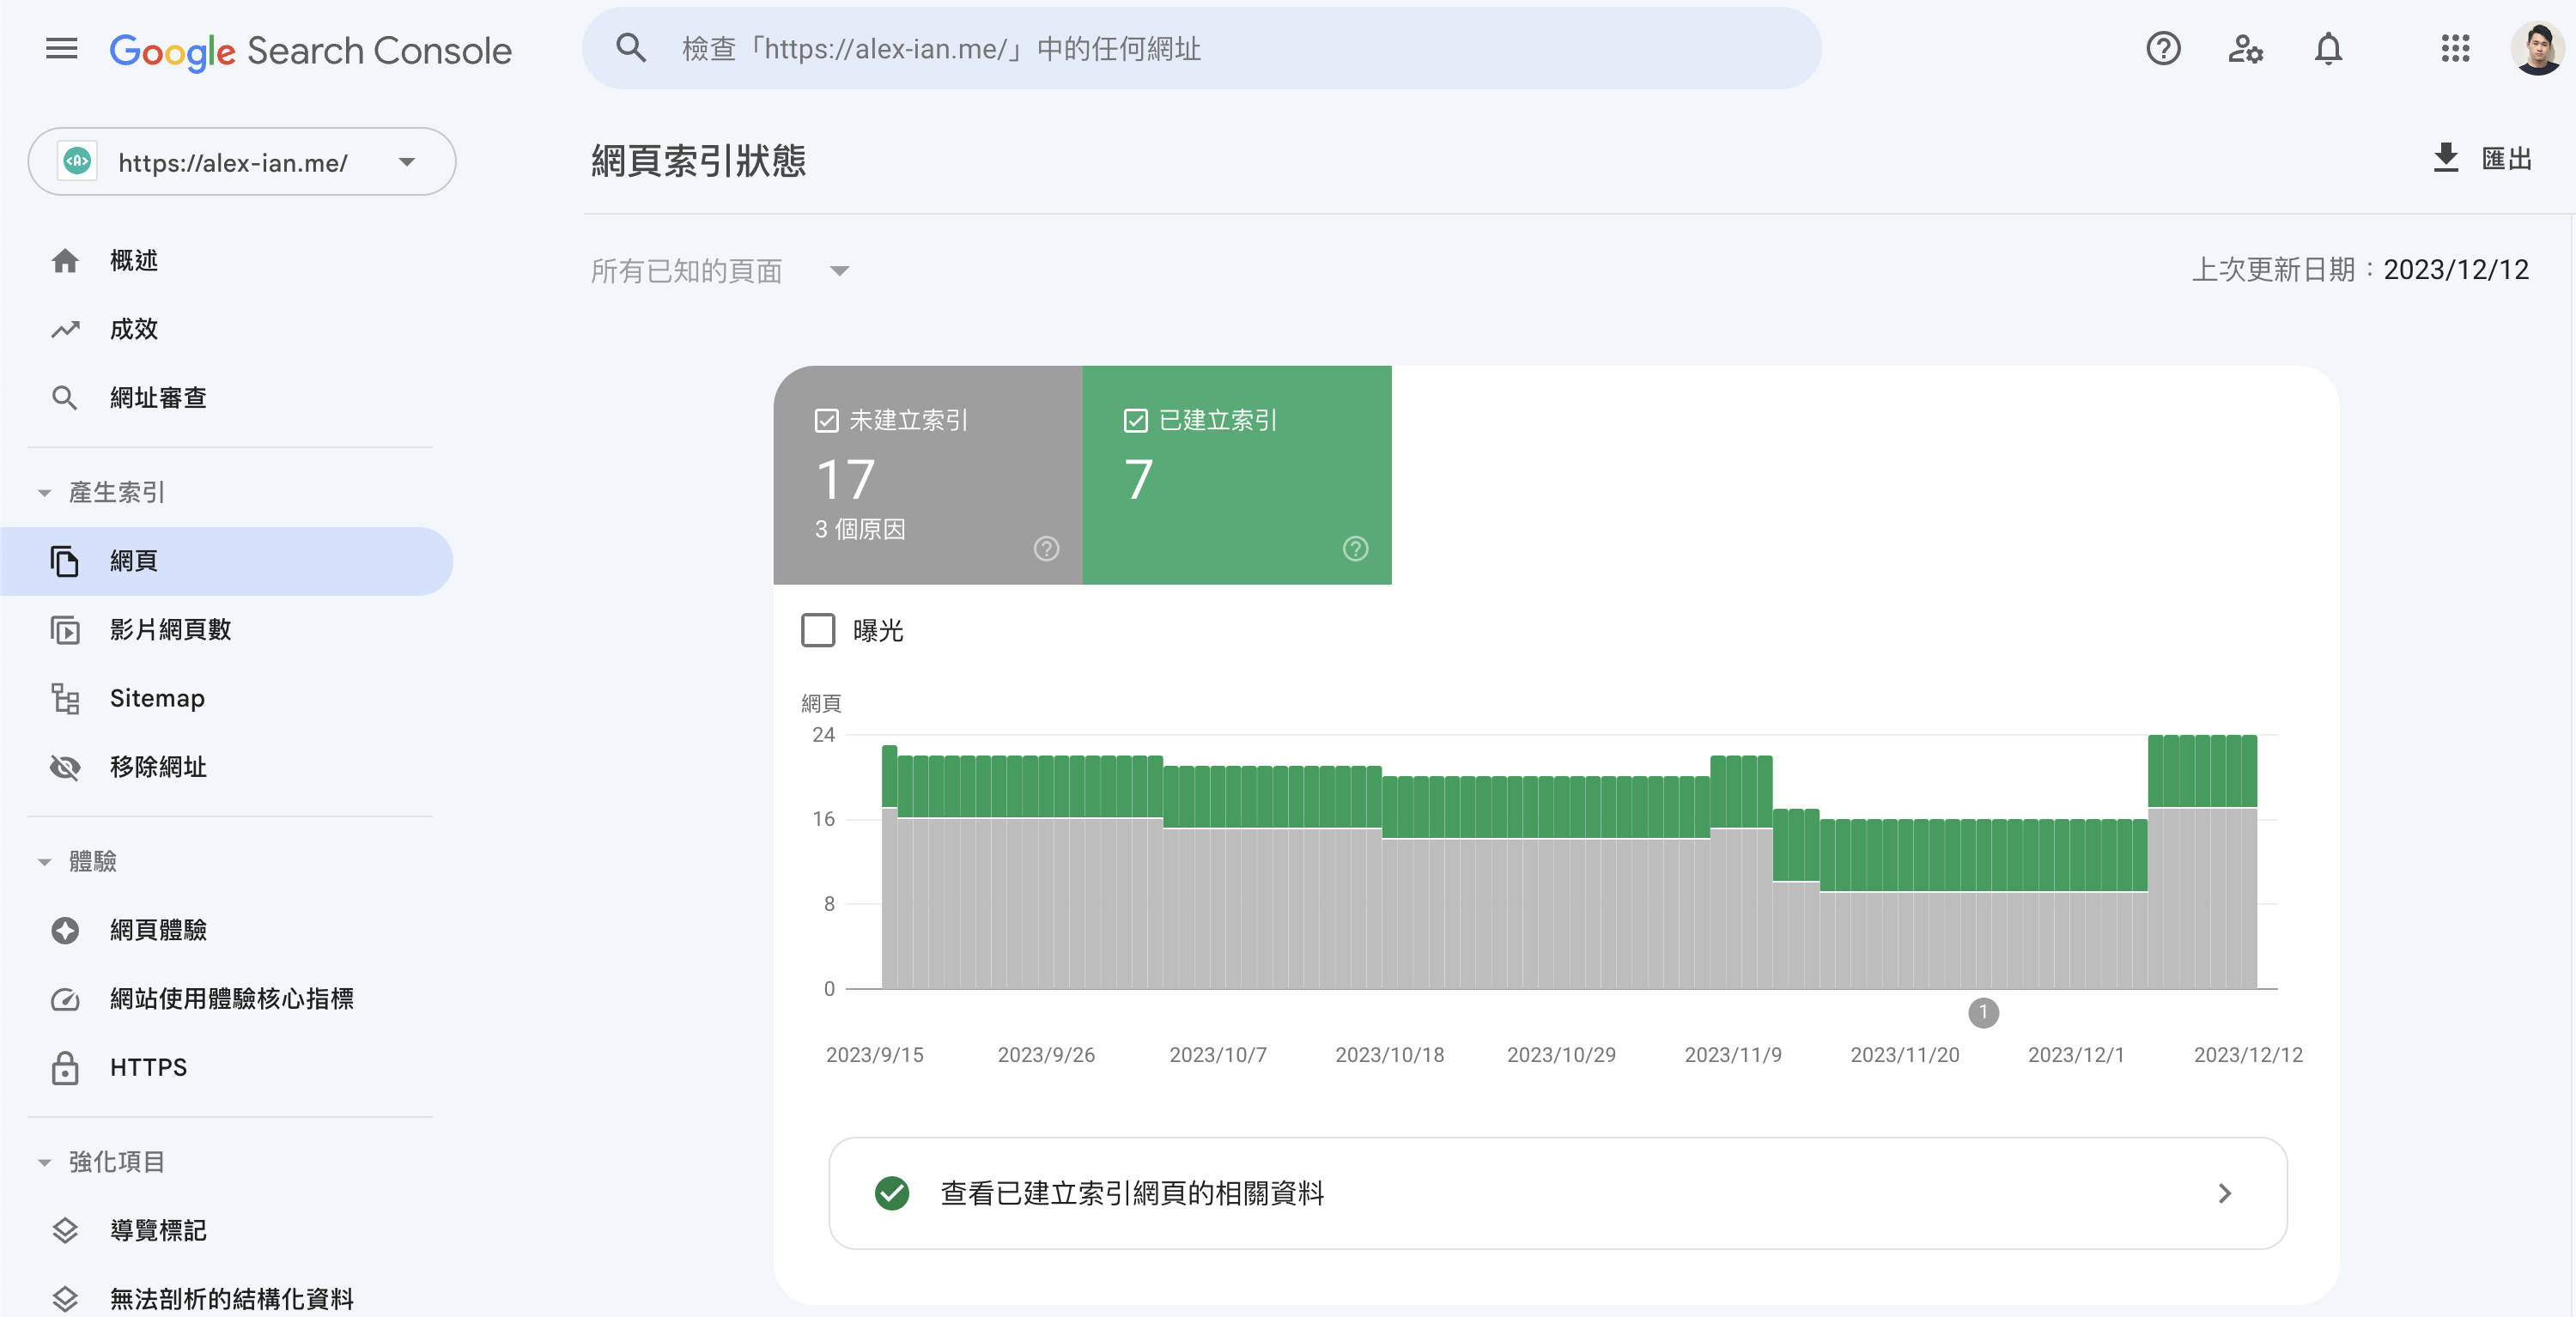 Google Search Console
檢查「https://alex-ian.me/」中的任何網址
<A>
https://alex-ian.me/
概述
成效
網址審查
產生索引
網頁
影片網頁數
Sitemap
移除網址
體驗
網頁體驗
網站使用體驗核心指標
HTTPS
強化項目
導覽標記
無法剖析的結構化資料
網頁索引狀態
匯出
所有已知的頁面
上次更新日期：2023/12/12
未建立索引
17
3 個原因
已建立索引
7
曝光
網頁
24
16
8
0
1
2023/9/15 2023/9/26 2023/10/7 2023/10/18 2023/10/29 2023/11/9 2023/11/20 2023/12/1 2023/12/12
查看已建立索引網頁的相關資料